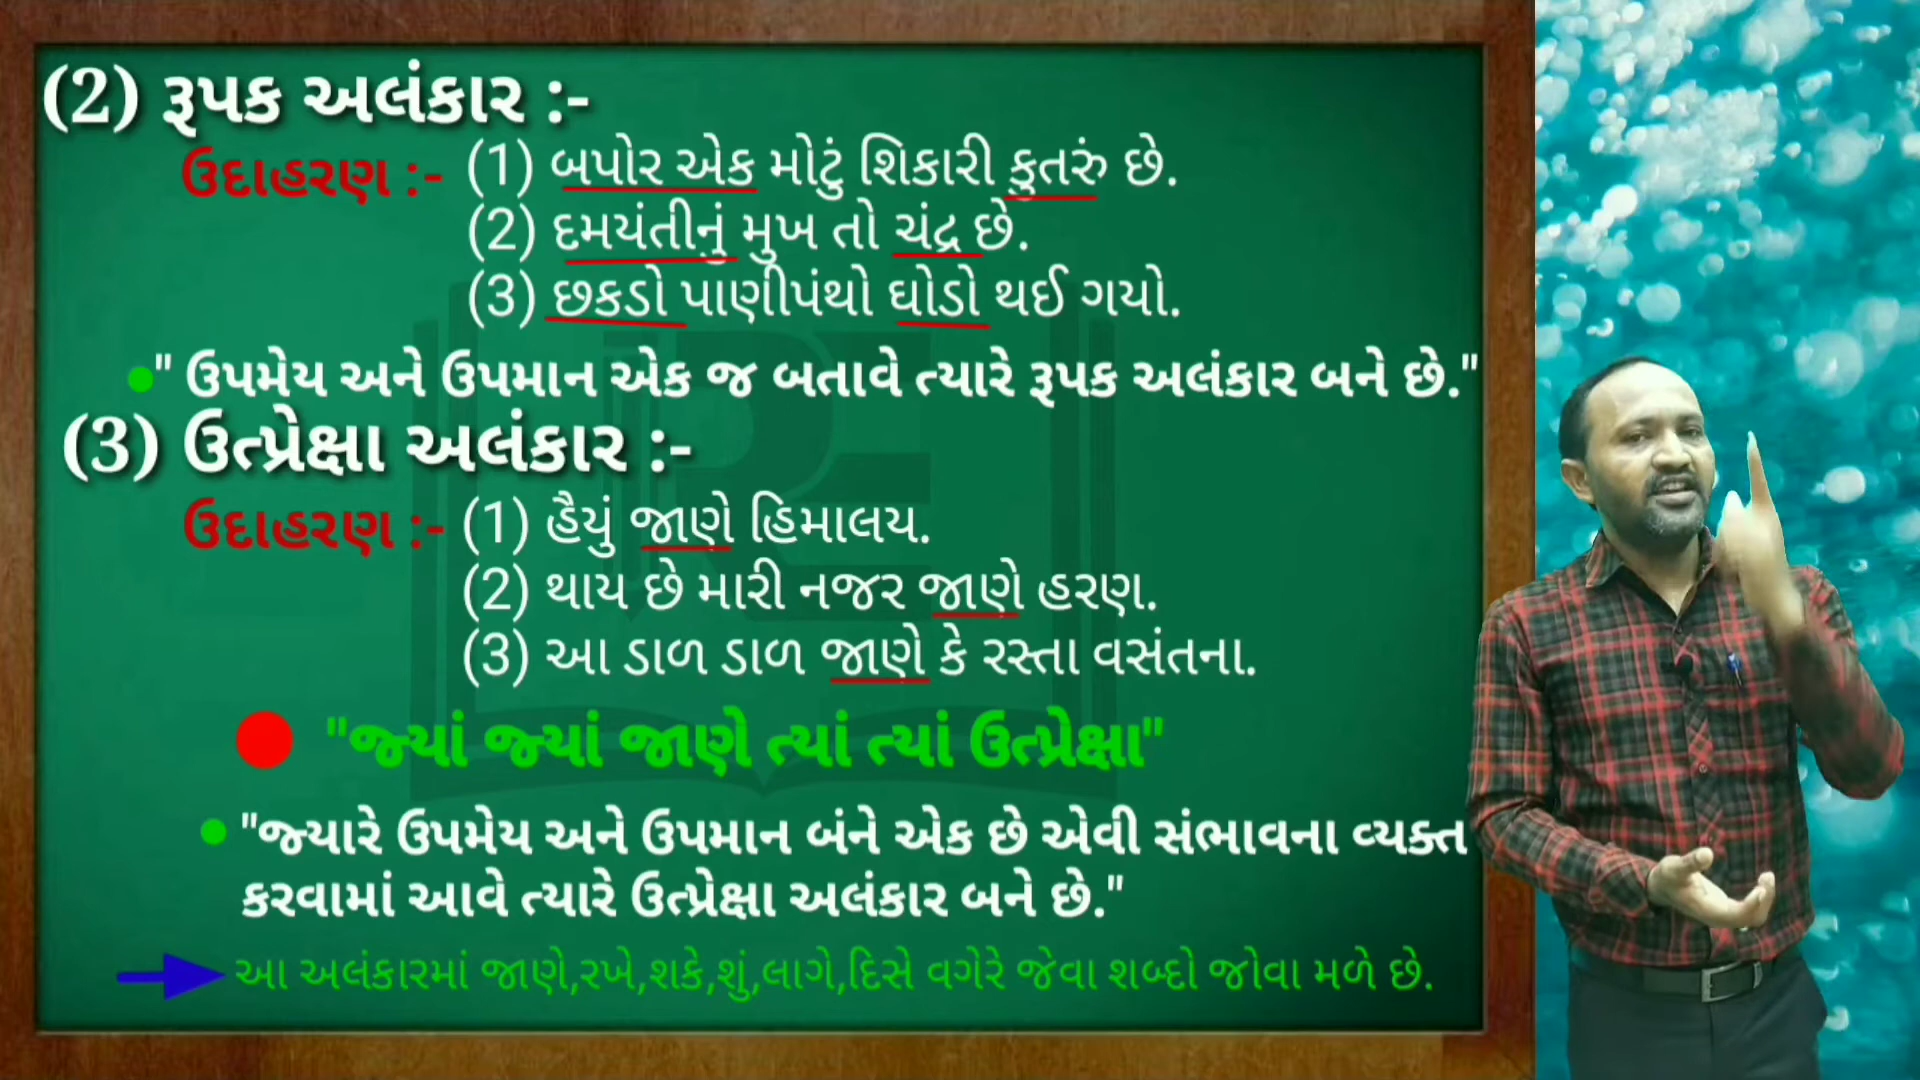 (2) રૂપક અલંકાર :-
ઉદાહરણ :- (1) બપોર એક મોટું શિકારી કુતરું છે.
(2) દમયંતીનું મુખ તો ચંદ્ર છે.
(3) છકડો પાણીપંથો ઘોડો થઈ ગયો.
" ઉપમેય અને ઉપમાન એક જ બતાવે ત્યારે રૂપક અલંકાર બને છે."
(3) ઉત્પ્રેક્ષા અલંકાર :-
ઉદાહરણ :- (1) હૈયું જાણે હિમાલય.
(2) થાય છે મારી નજર જાણે હરણ.
(3) આ ડાળ ડાળ જાણે કે રસ્તા વસંતના.
"જ્યાં જ્યાં જાણે ત્યાં ત્યાં ઉત્પ્રેક્ષા"
"જ્યારે ઉપમેય અને ઉપમાન બંને એક છે એવી સંભાવના વ્યક્ત
કરવામાં આવે ત્યારે ઉત્પ્રેક્ષા અલંકાર બને છે."
આ અલંકારમાં જાણે,રખે,શકે,શું,લાગે,દિસે વગેરે જેવા શબ્દો જોવા મળે છે.